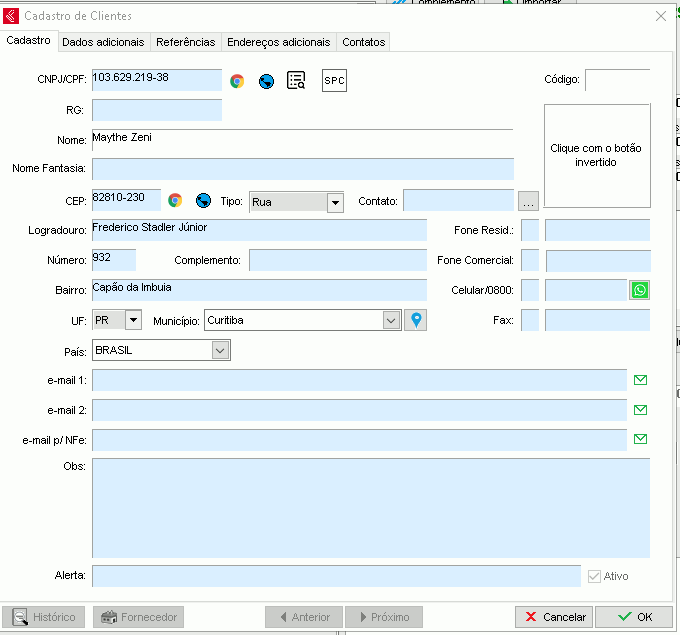 Complemento
Importar
Cadastro de Clientes
Cadastro Dados adicionais Referências Endereços adicionais Contatos
CNPJ/CPF: 103.629.219-38 SPC Código:
RG:
Nome: Maythe Zeni
Clique com o botão
invertido
Nome Fantasia:
CEP: 82810-230 Tipo: Rua Contato: ...
Logradouro: Frederico Stadler Júnior Fone Resid.:
Número: 932 Complemento: Fone Comercial:
Bairro: Capão da Imbuia Celular/0800:
UF: PR Município: Curitiba Fax:
País: BRASIL
e-mail 1:
e-mail 2:
e-mail p/ NFe:
Obs:
Alerta: Ativo
Histórico Fornecedor Anterior Próximo Cancelar OK